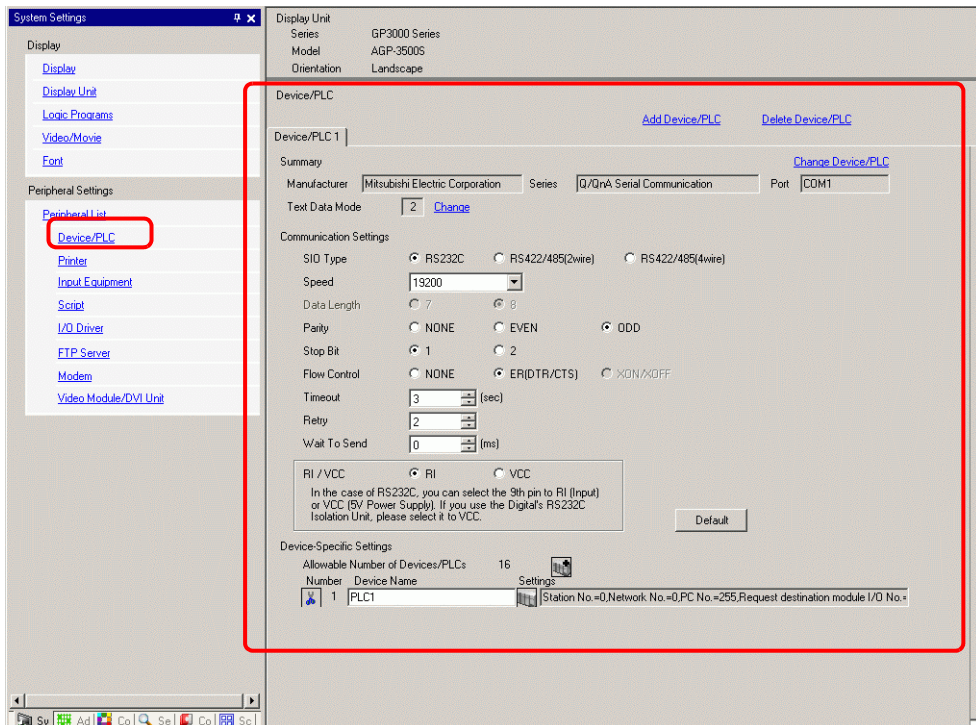 System Settings
Display
Display
Display Unit
Logic Programs
Video/Movie
Font
Peripheral Settings
Peripheral List
Device/PLC
Printer
Input Equipment
Script
I/O Driver
FTP Server
Modem
Video Module/DVI Unit
Sy Ad Co Se Co Sc
Display Unit
Series GP3000 Series
Model AGP-3500S
Orientation Landscape
Device/PLC
Add Device/PLC Delete Device/PLC
Device/PLC 1
Summary Change Device/PLC
Manufacturer Mitsubishi Electric Corporation Series Q/QnA Serial Communication Port COM1
Text Data Mode 2 Change
Communication Settings
SIO Type RS232C RS422/485(2wire) RS422/485(4wire)
Speed 19200
Data Length 7 8
Parity NONE EVEN ODD
Stop Bit 1 2
Flow Control NONE ER(DTR/CTS) XON/XOFF
Timeout 3 (sec)
Retry 2
Wait To Send 0 (ms)
RI / VCC RI VCC
In the case of RS232C, you can select the 9th pin to RI (Input)
or VCC (5V Power Supply). If you use the Digital's RS232C
Isolation Unit, please select it to VCC.
Default
Device-Specific Settings
Allowable Number of Devices/PLCs 16
Number Device Name Settings
1 PLC1 Station No.=0,Network No.=0,PC No.=255,Request destination module I/O No.=